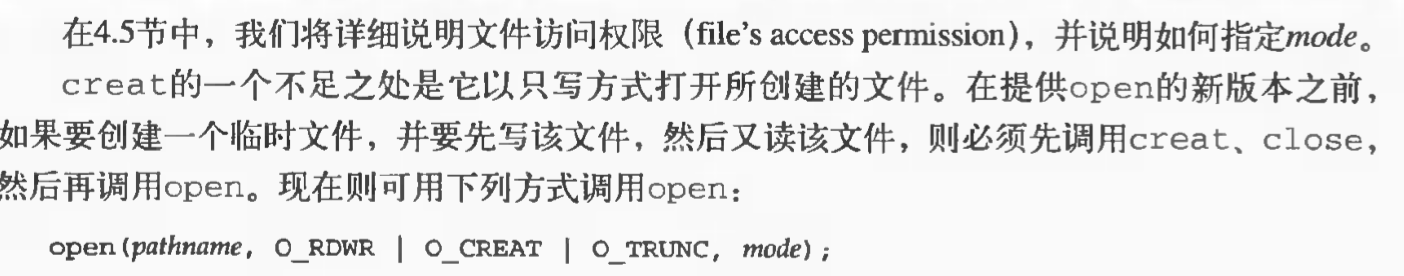 在4.5节中，我们将详细说明文件访问权限（file's access permission），并说明如何指定mode。
creat的一个不足之处是它以只写方式打开所创建的文件。在提供open的新版本之前，
如果要创建一个临时文件，并要先写该文件，然后又读该文件，则必须先调用creat、close，
然后再调用open。现在则可用下列方式调用open：
open(pathname, O_RDWR | O_CREAT | O_TRUNC, mode);